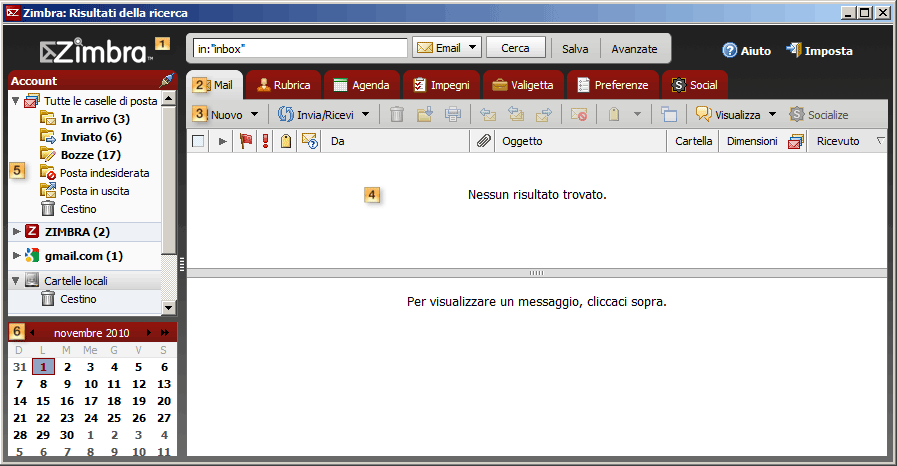 Zimbra: Risultati della ricerca
Zimbra™ 1
in:"inbox" Email Cerca Salva Avanzate Aiuto Imposta
Account
2 Mail Rubrica Agenda Impegni Valigetta Preferenze Social
3 Nuovo Invia/Ricevi Visualizza Socialize
Da Oggetto Cartella Dimensioni Ricevuto
Tutte le caselle di posta
In arrivo (3)
Inviato (6)
Bozze (17)
5 Posta indesiderata
Posta in uscita
Cestino
ZIMBRA (2)
gmail.com (1)
Cartelle locali
Cestino
4 Nessun risultato trovato.
Per visualizzare un messaggio, cliccaci sopra.
6 novembre 2010
D L M Me G V S
31 1 2 3 4 5 6
7 8 9 10 11 12 13
14 15 16 17 18 19 20
21 22 23 24 25 26 27
28 29 30 1 2 3 4
5 6 7 8 9 10 11